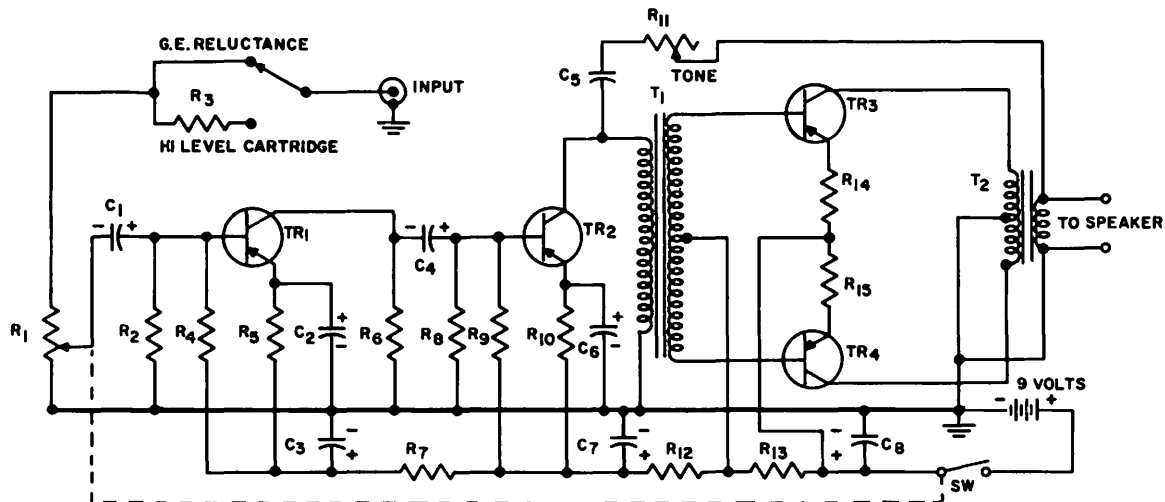 G.E. RELUCTANCE
R3
HI LEVEL CARTRIDGE
INPUT
R11
TONE
C5
T1
TR3
R14
R15
TR4
T2
TO SPEAKER
- C1 +
TR1
- +
C4
TR2
R1
R2
R4
R5
C2
+
-
R6
R8
R9
R10
C6
+
-
9 VOLTS
- +
C3
-
+
R7
C7
-
+
R12
R13
-
+
C8
SW